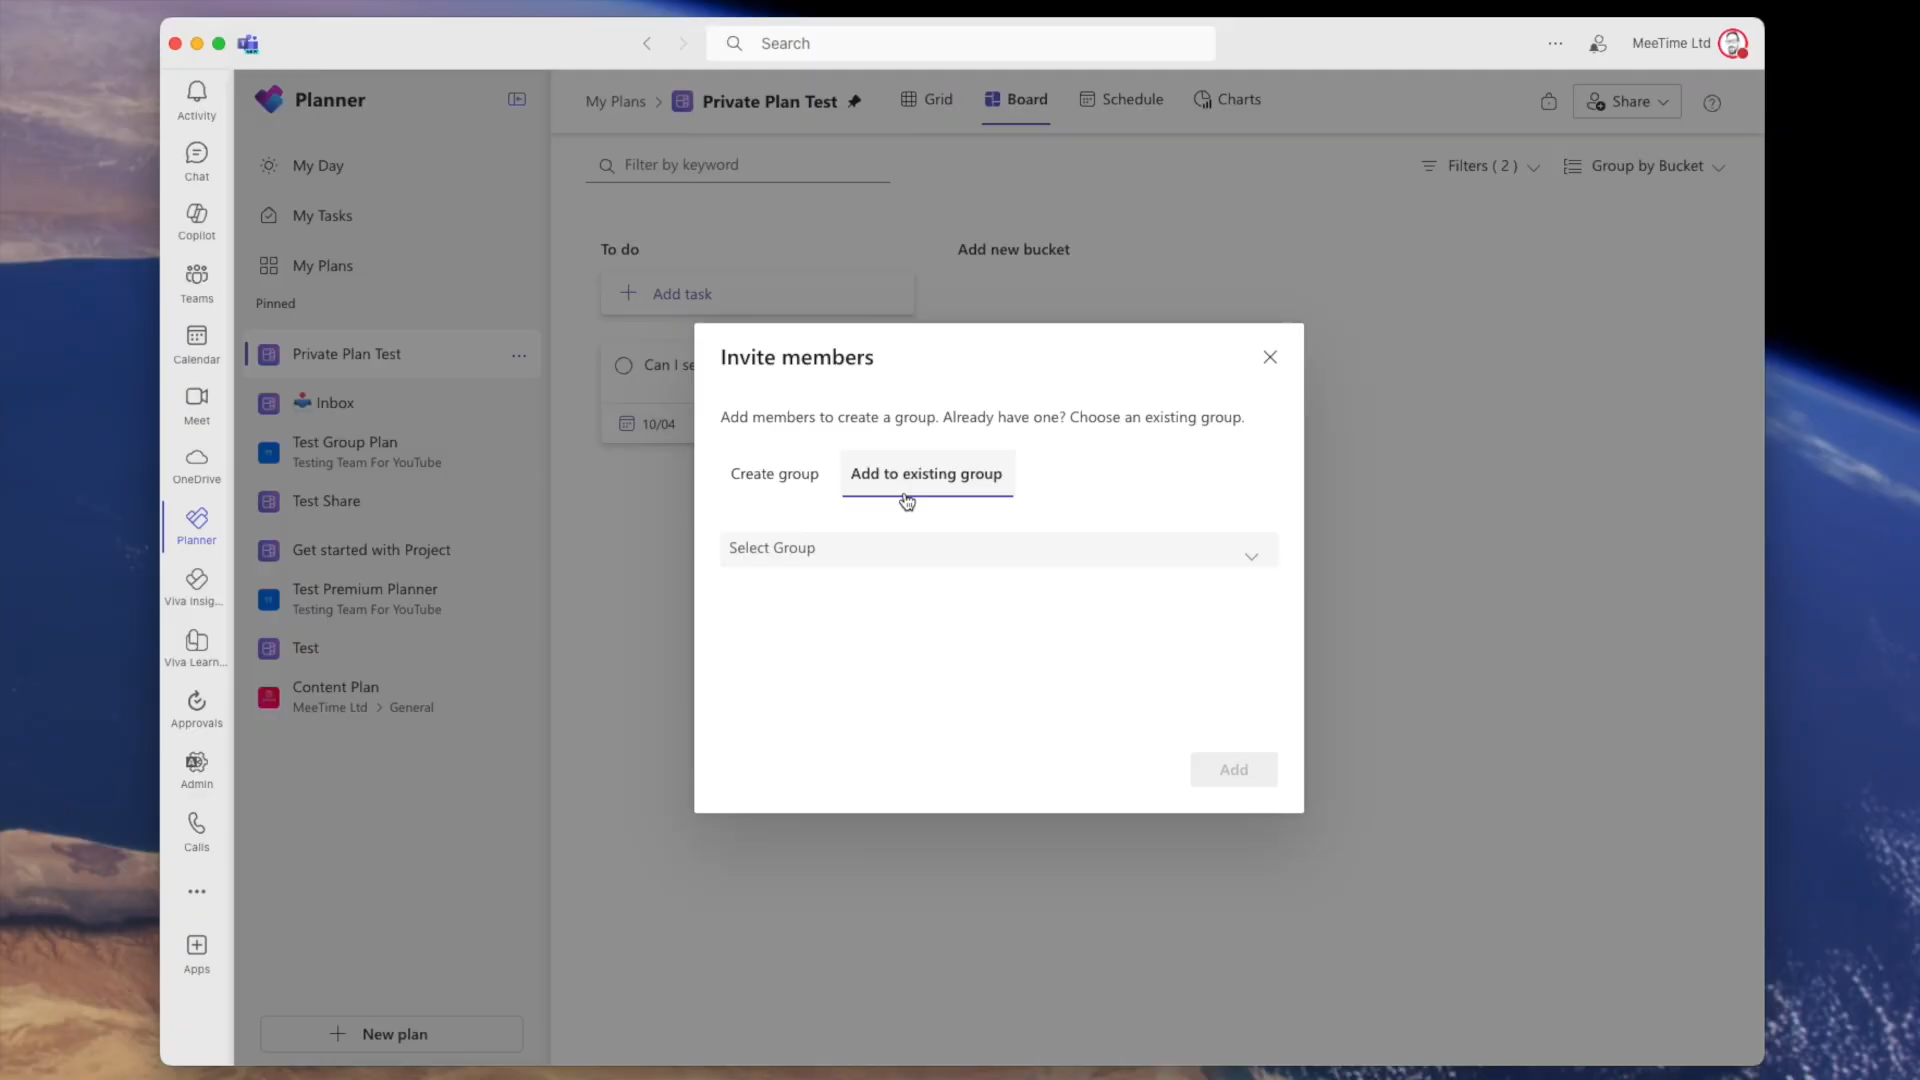 Search
MeeTime Ltd
Activity
Chat
Copilot
Teams
Calendar
Meet
OneDrive
Planner
Viva Insig...
Viva Learn...
Approvals
Admin
Calls
Apps
Planner
My Day
My Tasks
My Plans
Pinned
Private Plan Test
Inbox
Test Group Plan
Testing Team For YouTube
Test Share
Get started with Project
Test Premium Planner
Testing Team For YouTube
Test
Content Plan
MeeTime Ltd > General
New plan
My Plans > Private Plan Test Grid Board Schedule Charts Share
Filter by keyword
Filters ( 2 ) Group by Bucket
To do Add new bucket
Add task
Can I se
10/04
Invite members
Add members to create a group. Already have one? Choose an existing group.
Create group Add to existing group
Select Group
Add